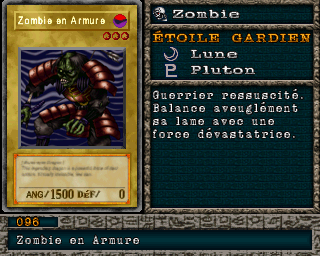 Zombie en Armure
ANG/1500 DÉF/ 0
Zombie
ÉTOILE GARDIEN
Lune
Pluton
Guerrier ressuscité.
Balance aveuglément
sa lame avec une
force dévastatrice.
096
Zombie en Armure